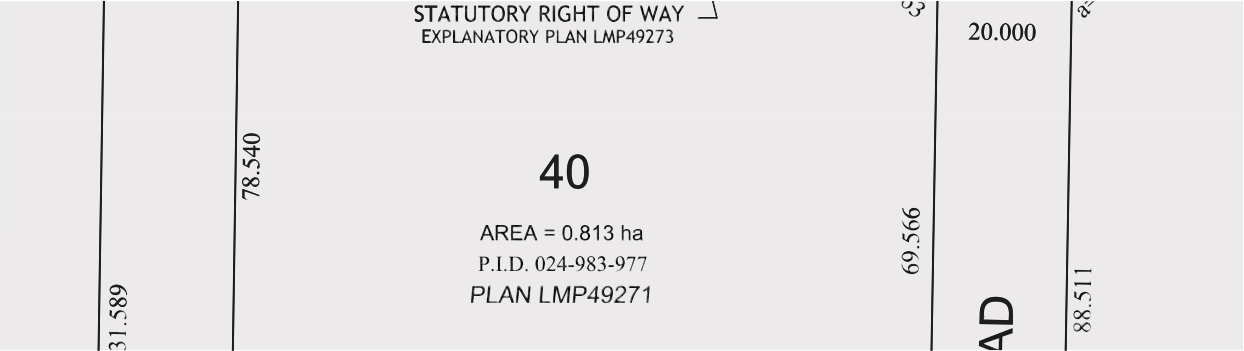 STATUTORY RIGHT OF WAY
EXPLANATORY PLAN LMP49273
20.000
78.540
40
AREA = 0.813 ha
P.I.D. 024-983-977
PLAN LMP49271
69.566
31.589
88.511
AD